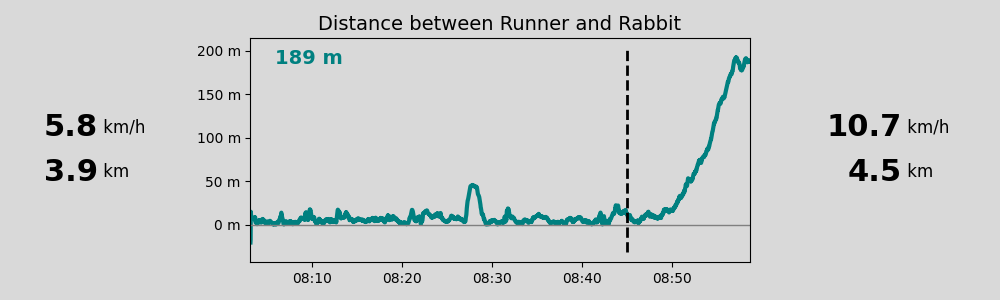 Distance between Runner and Rabbit
189 m
200 m
150 m
100 m
50 m
0 m
08:10 08:20 08:30 08:40 08:50
5.8 km/h
3.9 km
10.7 km/h
4.5 km